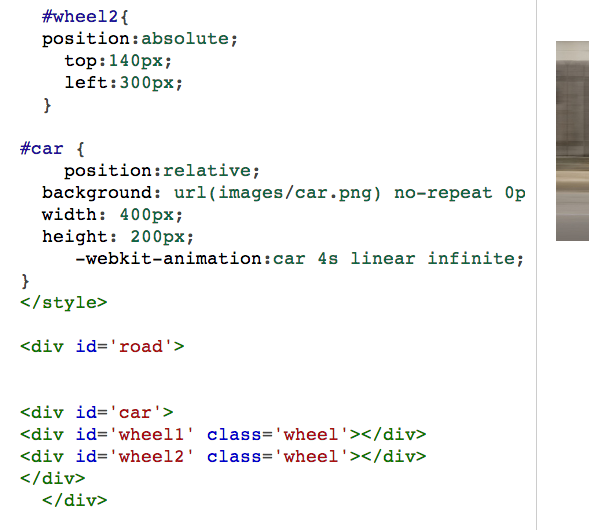 #wheel2{
position:absolute;
top:140px;
left:300px;
}
#car {
position:relative;
background: url(images/car.png) no-repeat 0p
width: 400px;
height: 200px;
-webkit-animation:car 4s linear infinite;
}
</style>
<div id='road'>
<div id='car'>
<div id='wheel1' class='wheel'></div>
<div id='wheel2' class='wheel'></div>
</div>
</div>